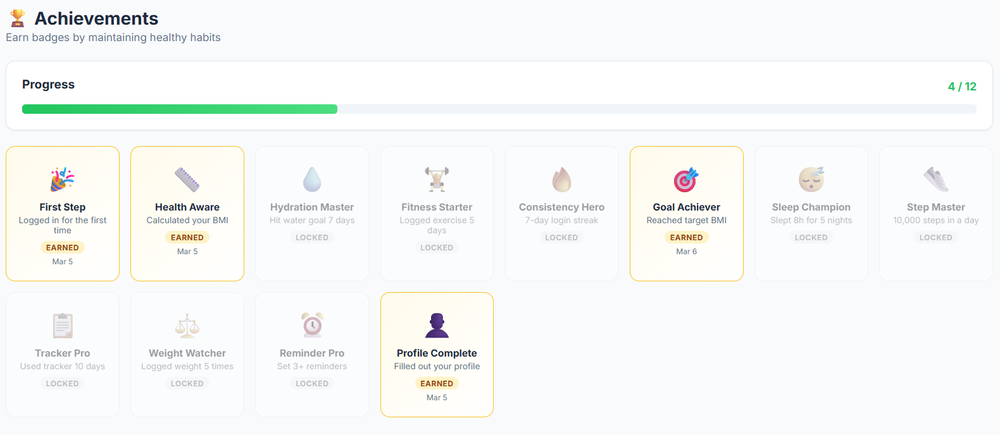 Achievements
Earn badges by maintaining healthy habits
Progress
4 / 12
First Step
Logged in for the first
time
EARNED
Mar 5
Health Aware
Calculated your BMI
EARNED
Mar 5
Hydration Master
Hit water goal 7 days
LOCKED
Fitness Starter
Logged exercise 5
days
LOCKED
Consistency Hero
7-day login streak
LOCKED
Goal Achiever
Reached target BMI
EARNED
Mar 6
Sleep Champion
Slept 8h for 5 nights
LOCKED
Step Master
10,000 steps in a day
LOCKED
Tracker Pro
Used tracker 10 days
LOCKED
Weight Watcher
Logged weight 5 times
LOCKED
Reminder Pro
Set 3+ reminders
LOCKED
Profile Complete
Filled out your profile
EARNED
Mar 5